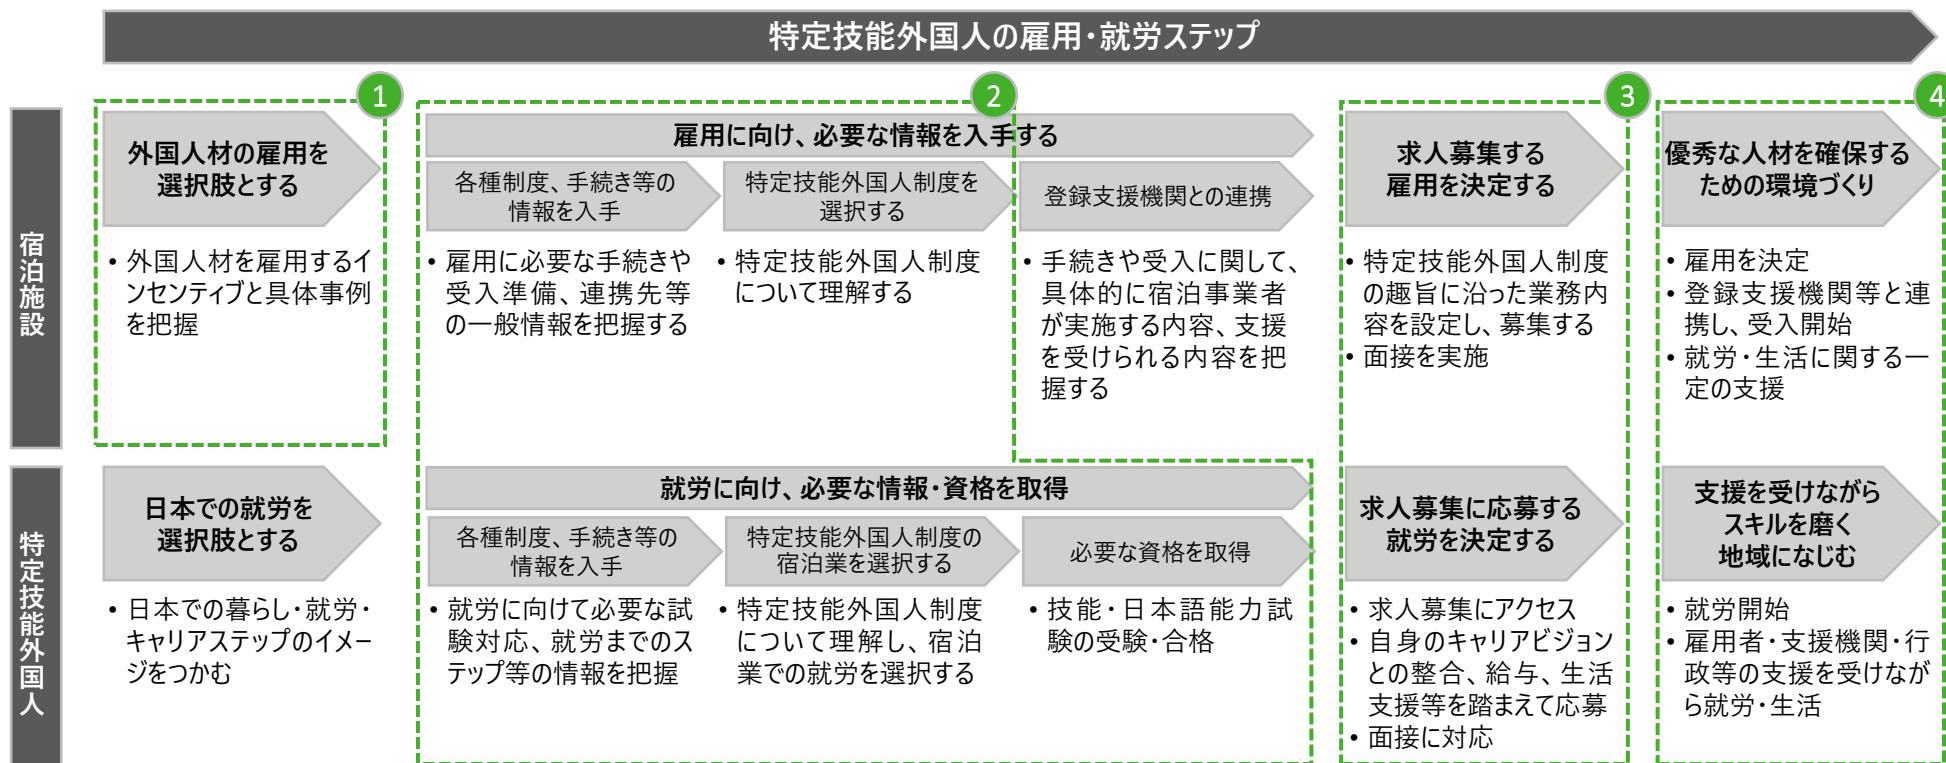 特定技能外国人の雇用・就労ステップ
1
2
3
4
宿泊施設
外国人材の雇用を
選択肢とする
• 外国人材を雇用するイ
ンセンティブと具体事例
を把握
雇用に向け、必要な情報を入手する
各種制度、手続き等の
情報を入手
• 雇用に必要な手続きや
受入準備、連携先等
の一般情報を把握する
特定技能外国人制度を
選択する
• 特定技能外国人制度
について理解する
登録支援機関との連携
• 手続きや受入に関して、
具体的に宿泊事業者
が実施する内容、支援
を受けられる内容を把
握する
求人募集する
雇用を決定する
• 特定技能外国人制度
の趣旨に沿った業務内
容を設定し、募集する
• 面接を実施
優秀な人材を確保する
ための環境づくり
• 雇用を決定
• 登録支援機関等と連
携し、受入開始
• 就労・生活に関する一
定の支援
特定技能外国人
日本での就労を
選択肢とする
• 日本での暮らし・就労・
キャリアステップのイメー
ジをつかむ
就労に向け、必要な情報・資格を取得
各種制度、手続き等の
情報を入手
• 就労に向けて必要な試
験対応、就労までのス
テップ等の情報を把握
特定技能外国人制度の
宿泊業を選択する
• 特定技能外国人制度
について理解し、宿泊
業での就労を選択する
必要な資格を取得
• 技能・日本語能力試
験の受験・合格
求人募集に応募する
就労を決定する
• 求人募集にアクセス
• 自身のキャリアビジョン
との整合、給与、生活
支援等を踏まえて応募
• 面接に対応
支援を受けながら
スキルを磨く
地域になじむ
• 就労開始
• 雇用者・支援機関・行
政等の支援を受けなが
ら就労・生活